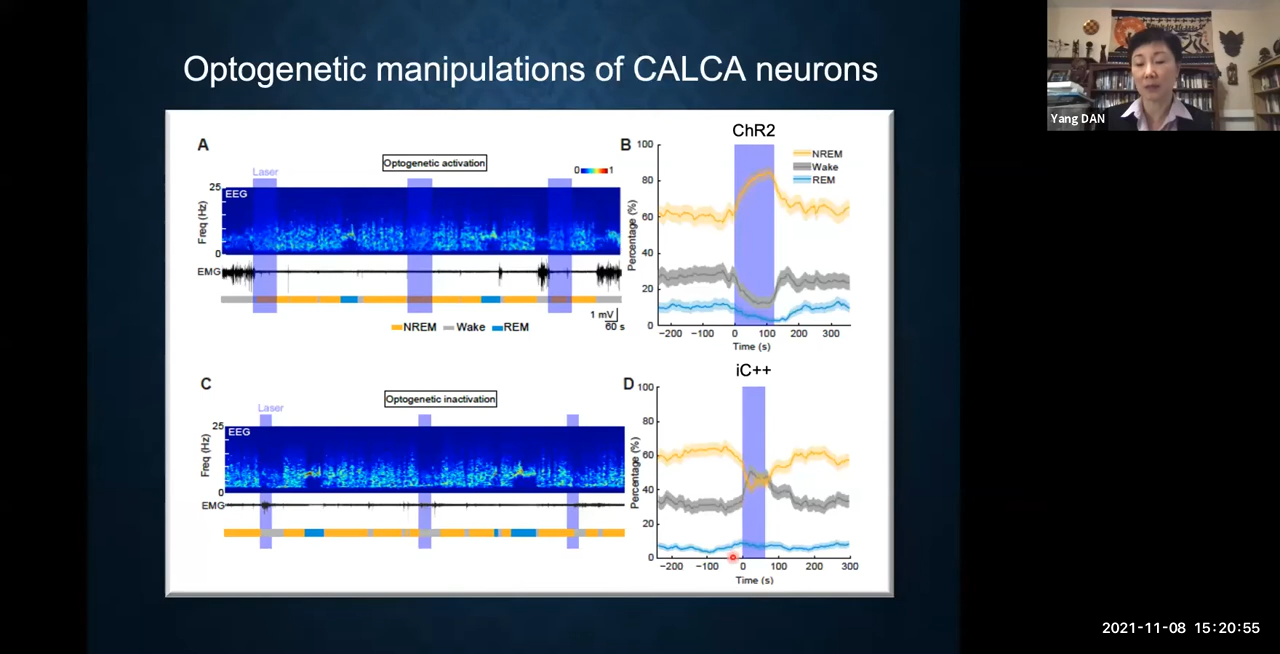 Optogenetic manipulations of CALCA neurons
Yang DAN
A
Optogenetic activation
Laser
0 1
25
EEG
Freq (Hz)
0
EMG
1 mV
60 s
NREM Wake REM
B
ChR2
100
80
60
40
20
0
Percentage (%)
NREM
Wake
REM
−200 −100 0 100 200 300
Time (s)
C
Optogenetic inactivation
Laser
25
EEG
Freq (Hz)
0
EMG
D
iC++
100
80
60
40
20
0
Percentage (%)
−200 −100 0 100 200 300
Time (s)
2021-11-08 15:20:55